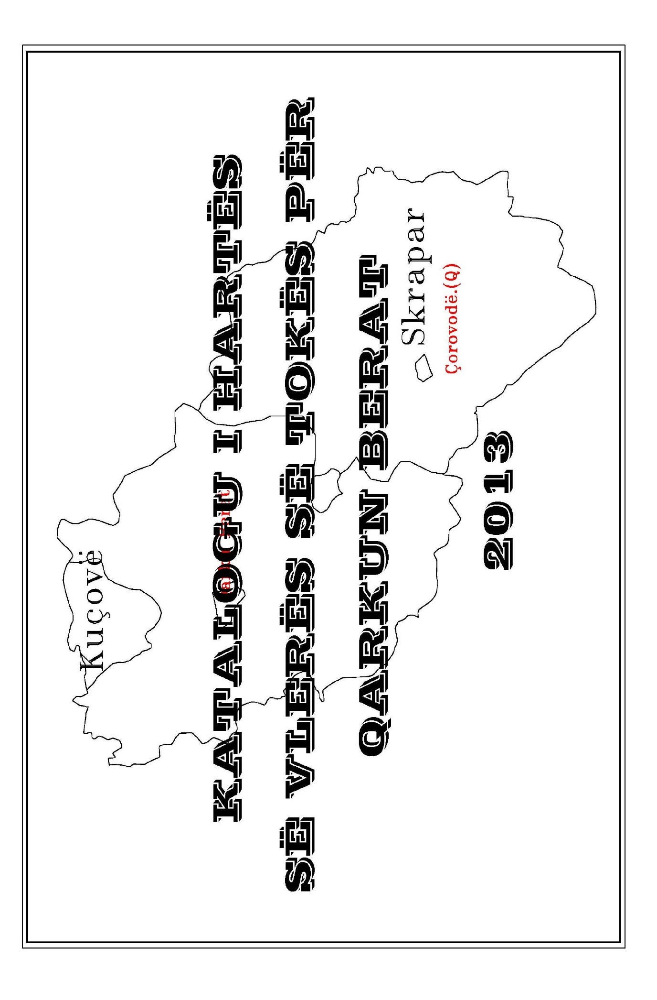 Kuçovë
KATALOGU I HARTËS
SË VLERËS SË TOKËS PËR
QARKUN BERAT
Skrapar
Çorovodë.(Q)
2013